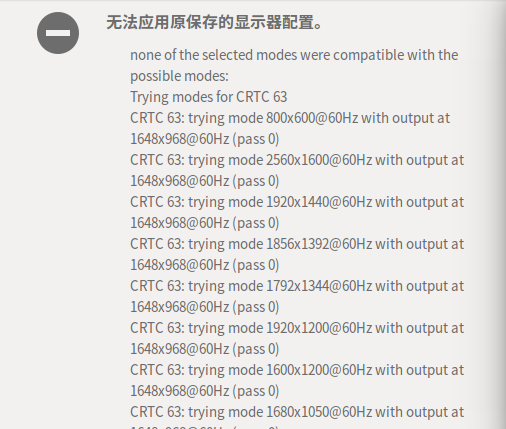 无法应用原保存的显示器配置。
none of the selected modes were compatible with the
possible modes:
Trying modes for CRTC 63
CRTC 63: trying mode 800x600@60Hz with output at
1648x968@60Hz (pass 0)
CRTC 63: trying mode 2560x1600@60Hz with output at
1648x968@60Hz (pass 0)
CRTC 63: trying mode 1920x1440@60Hz with output at
1648x968@60Hz (pass 0)
CRTC 63: trying mode 1856x1392@60Hz with output at
1648x968@60Hz (pass 0)
CRTC 63: trying mode 1792x1344@60Hz with output at
1648x968@60Hz (pass 0)
CRTC 63: trying mode 1920x1200@60Hz with output at
1648x968@60Hz (pass 0)
CRTC 63: trying mode 1600x1200@60Hz with output at
1648x968@60Hz (pass 0)
CRTC 63: trying mode 1680x1050@60Hz with output at